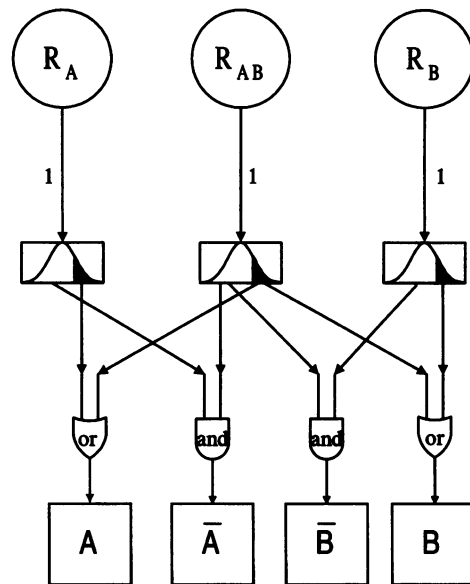 R_A R_AB R_B
1 1 1
or and and or
A A̅ B̅ B